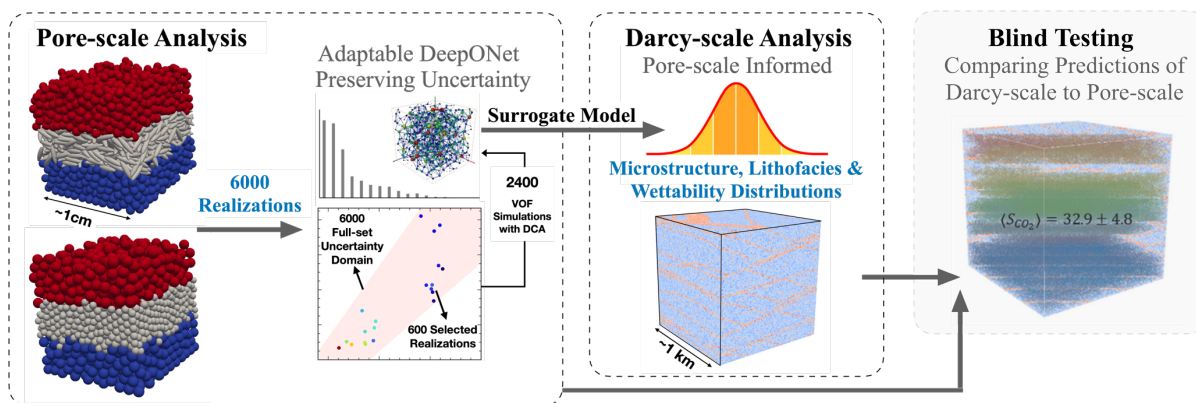 Pore-scale Analysis
~1cm
6000
Realizations
Adaptable DeepONet
Preserving Uncertainty
6000
Full-set
Uncertainty
Domain
600 Selected
Realizations
2400
VOF
Simulations
with DCA
Surrogate Model
Darcy-scale Analysis
Pore-scale Informed
Microstructure, Lithofacies &
Wettability Distributions
~1 km
Blind Testing
Comparing Predictions of
Darcy-scale to Pore-scale
⟨S_{CO₂}⟩ = 32.9 ± 4.8